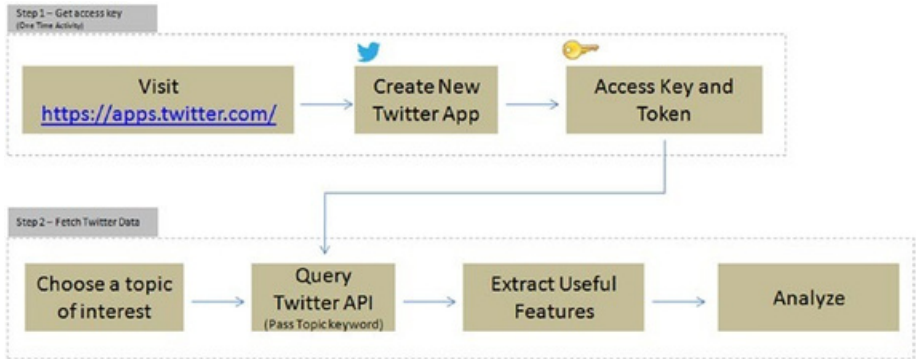 Step 1 – Get access key
(One Time Activity)
Visit
https://apps.twitter.com/
Create New
Twitter App
Access Key and
Token
Step 2 – Fetch Twitter Data
Choose a topic
of interest
Query
Twitter API
(Pass Topic keyword)
Extract Useful
Features
Analyze